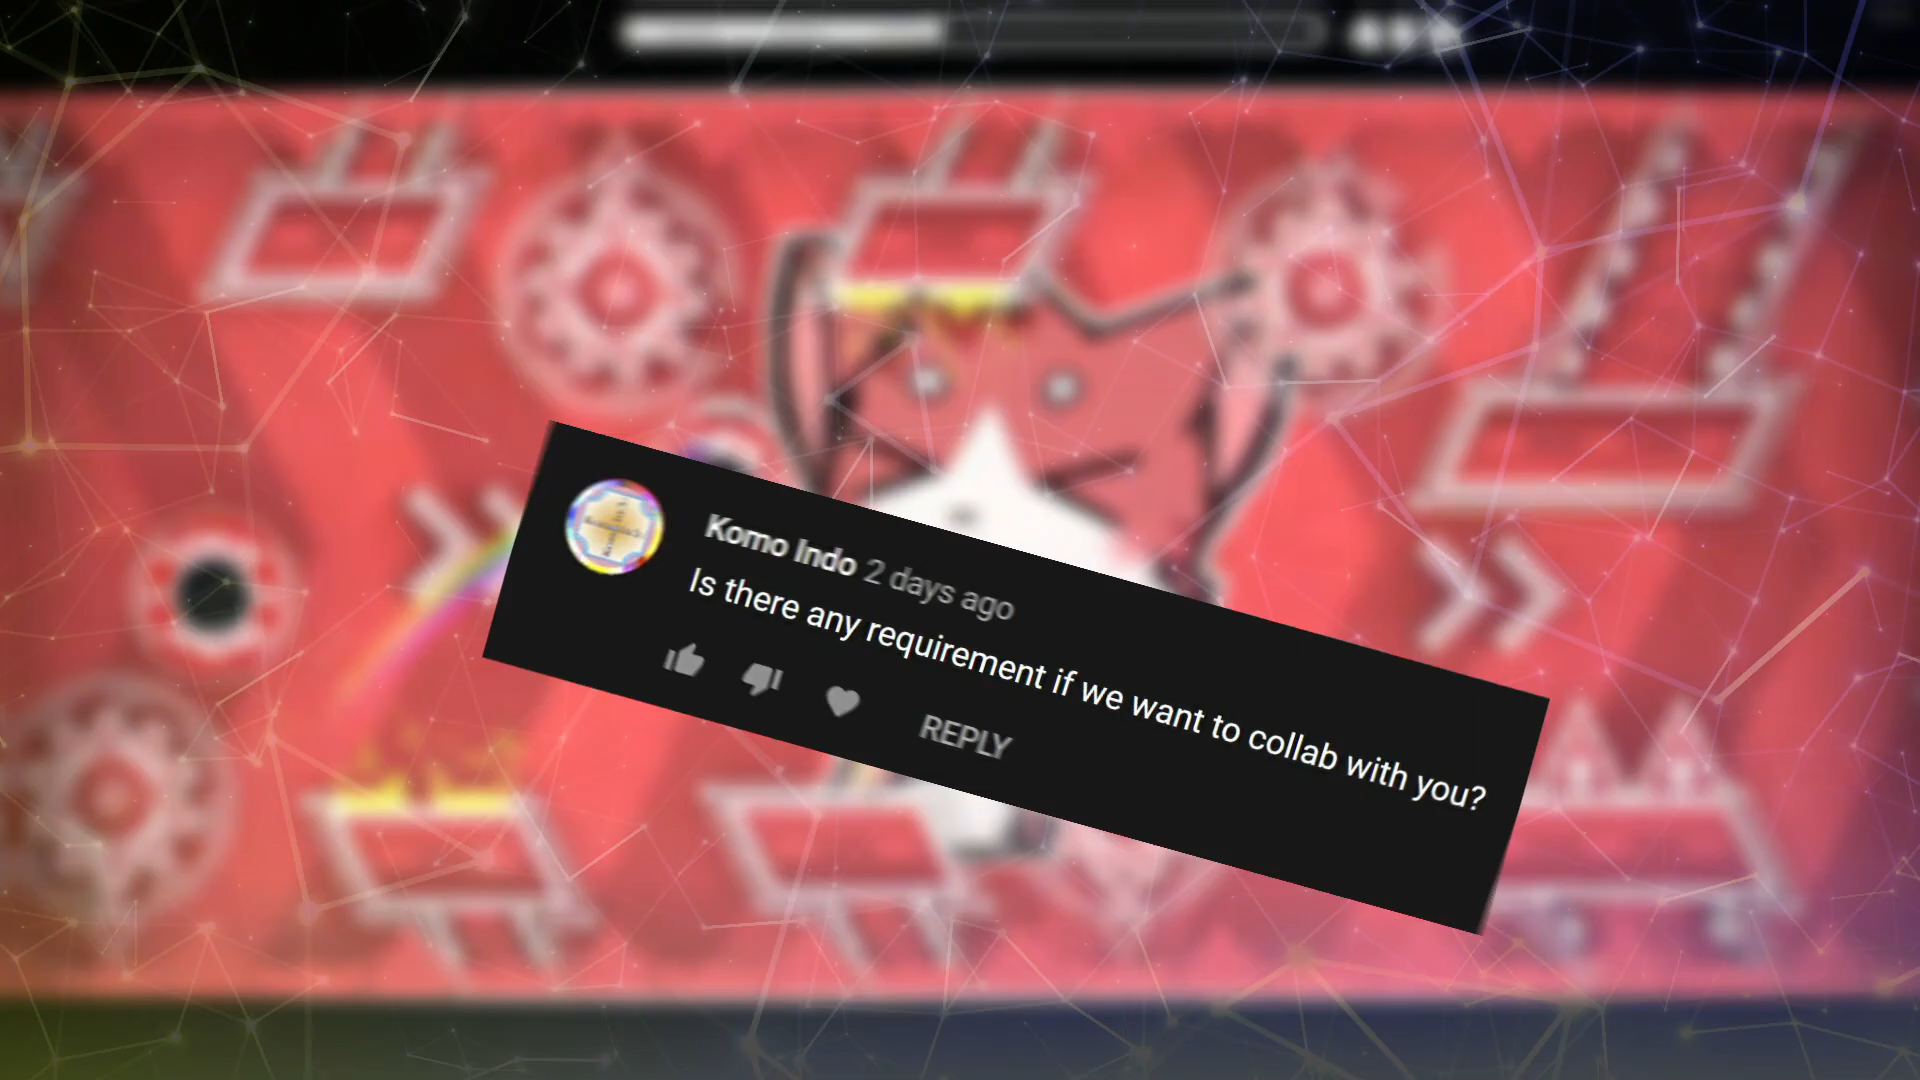 Komo Indo 2 days ago
Is there any requirement if we want to collab with you?
REPLY